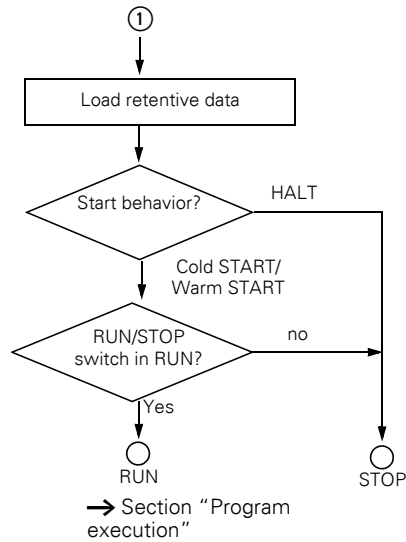 1
Load retentive data
Start behavior?
HALT
Cold START/
Warm START
RUN/STOP
switch in RUN?
no
Yes
RUN
STOP
→ Section “Program
execution”